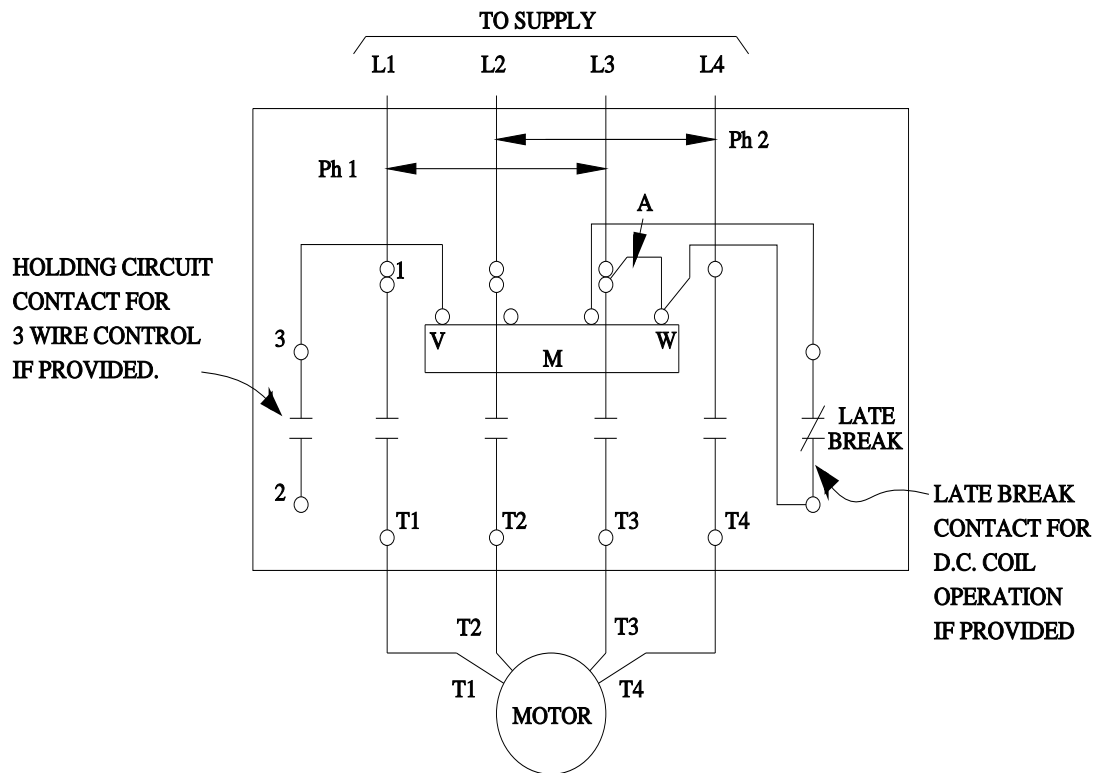 TO SUPPLY
L1 L2 L3 L4
Ph 2
Ph 1
A
HOLDING CIRCUIT
CONTACT FOR
3 WIRE CONTROL
IF PROVIDED.
1
3
V
W
M
LATE
BREAK
2
T1
T2
T3
T4
LATE BREAK
CONTACT FOR
D.C. COIL
OPERATION
IF PROVIDED
T2
T3
T1
T4
MOTOR